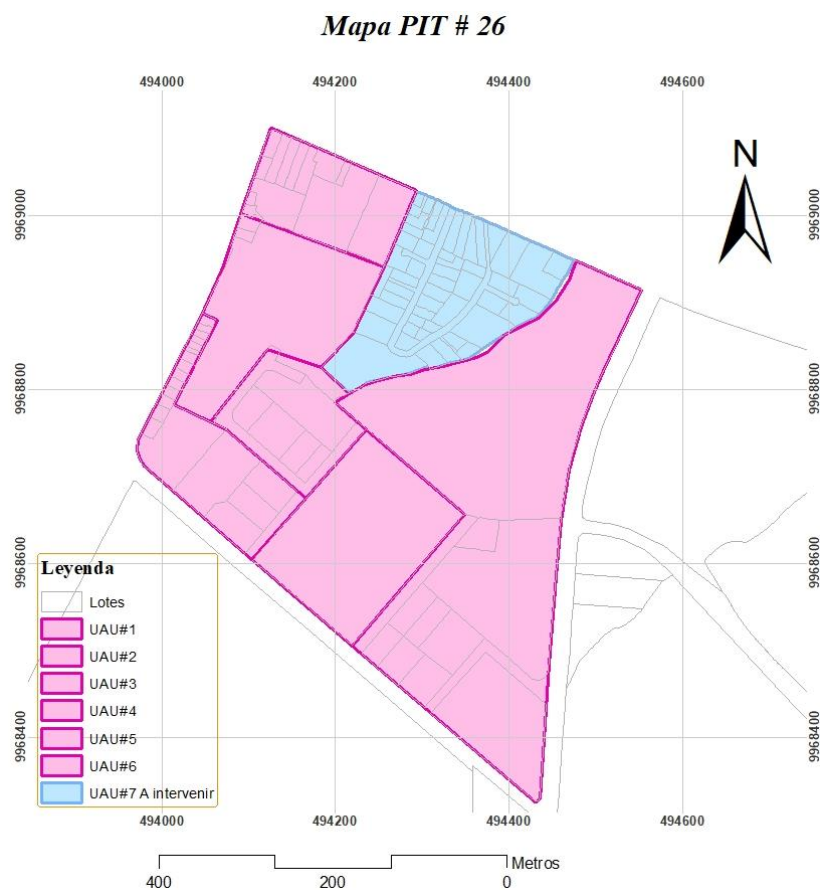 Mapa PIT # 26
494000 494200 494400 494600
9969000 9969000
9968800 9968800
9968600 9968600
9968400 9968400
N
Leyenda
Lotes
UAU#1
UAU#2
UAU#3
UAU#4
UAU#5
UAU#6
UAU#7 A intervenir
494000 494200 494400 494600
Metros
400 200 0